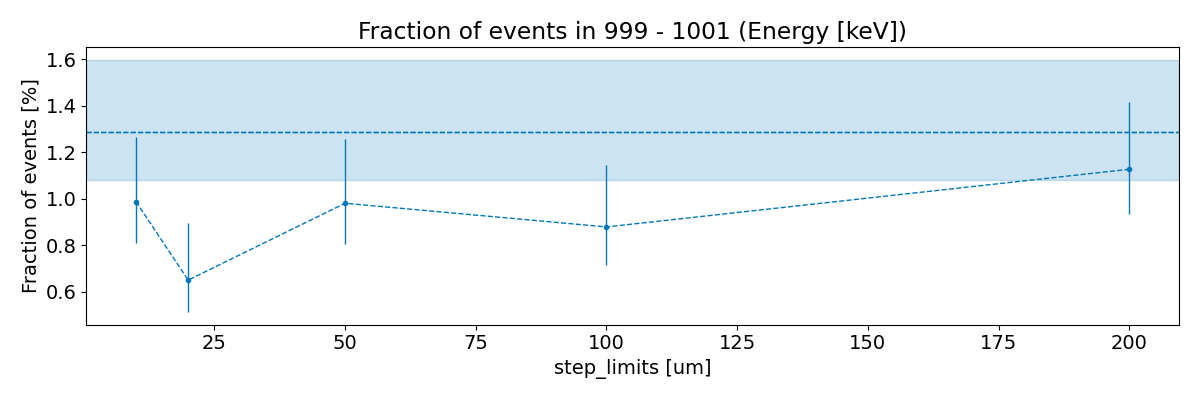 Fraction of events in 999 - 1001 (Energy [keV])
Fraction of events [%]
1.6
1.4
1.2
1.0
0.8
0.6
25 50 75 100 125 150 175 200
step_limits [um]